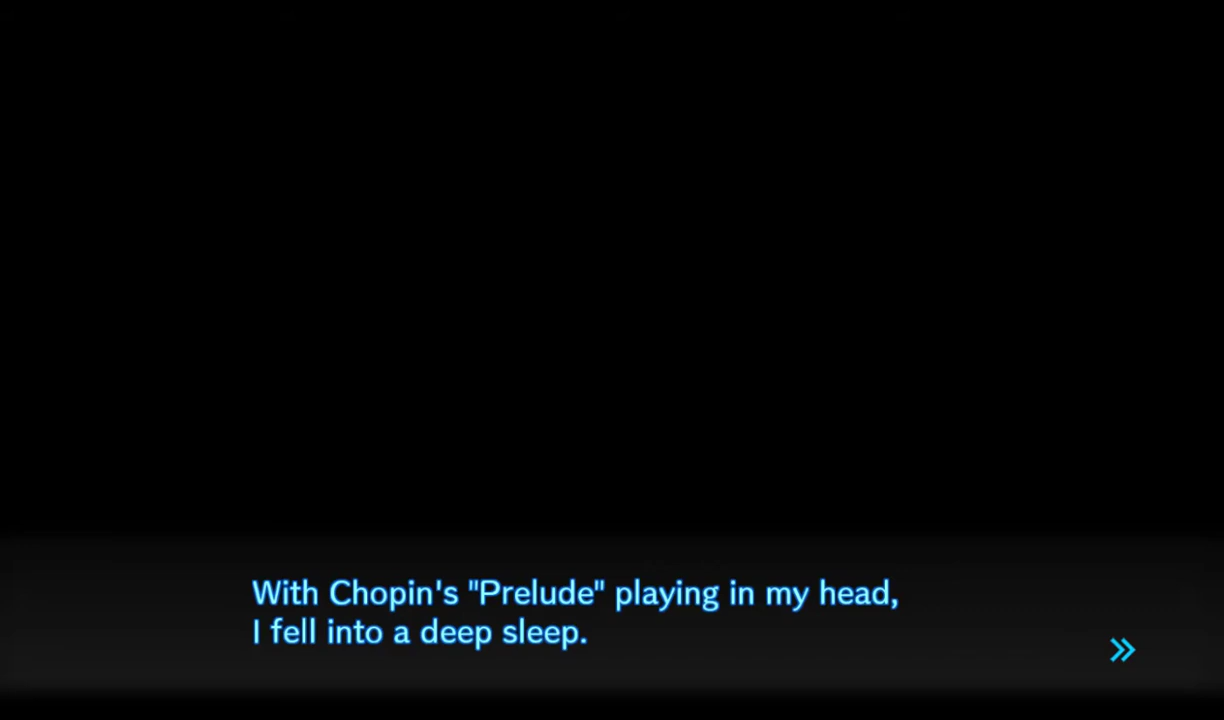 With Chopin's "Prelude" playing in my head,
I fell into a deep sleep.